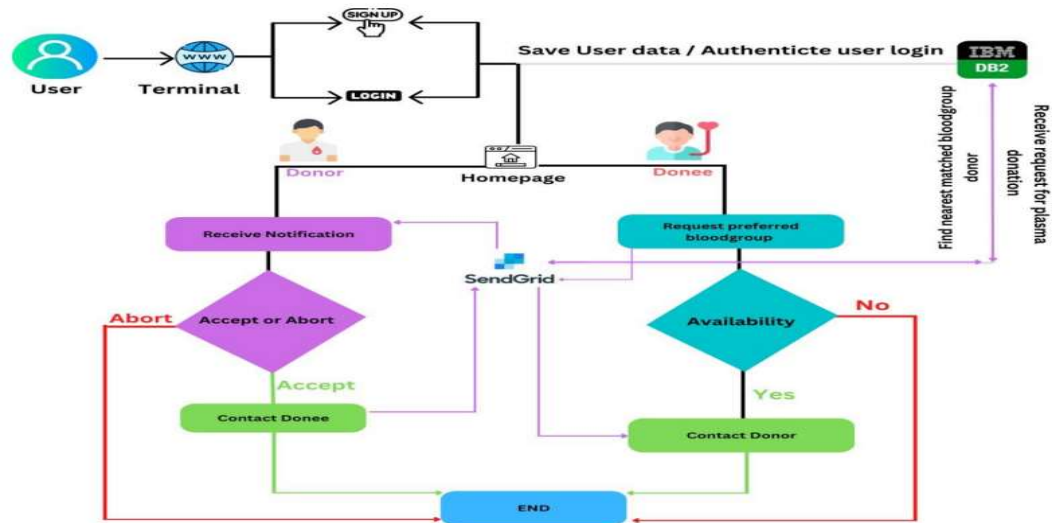 SIGN UP
WWW
User
Terminal
LOGIN
Save User data / Authenticte user login
IBM
DB2
Donor
Homepage
Donee
Find nearest matched bloodgroup
donor
Receive request for plasma
donation
Receive Notification
Request preferred
bloodgroup
SendGrid
Abort
Accept or Abort
Availability
No
Accept
Yes
Contact Donee
Contact Donor
END